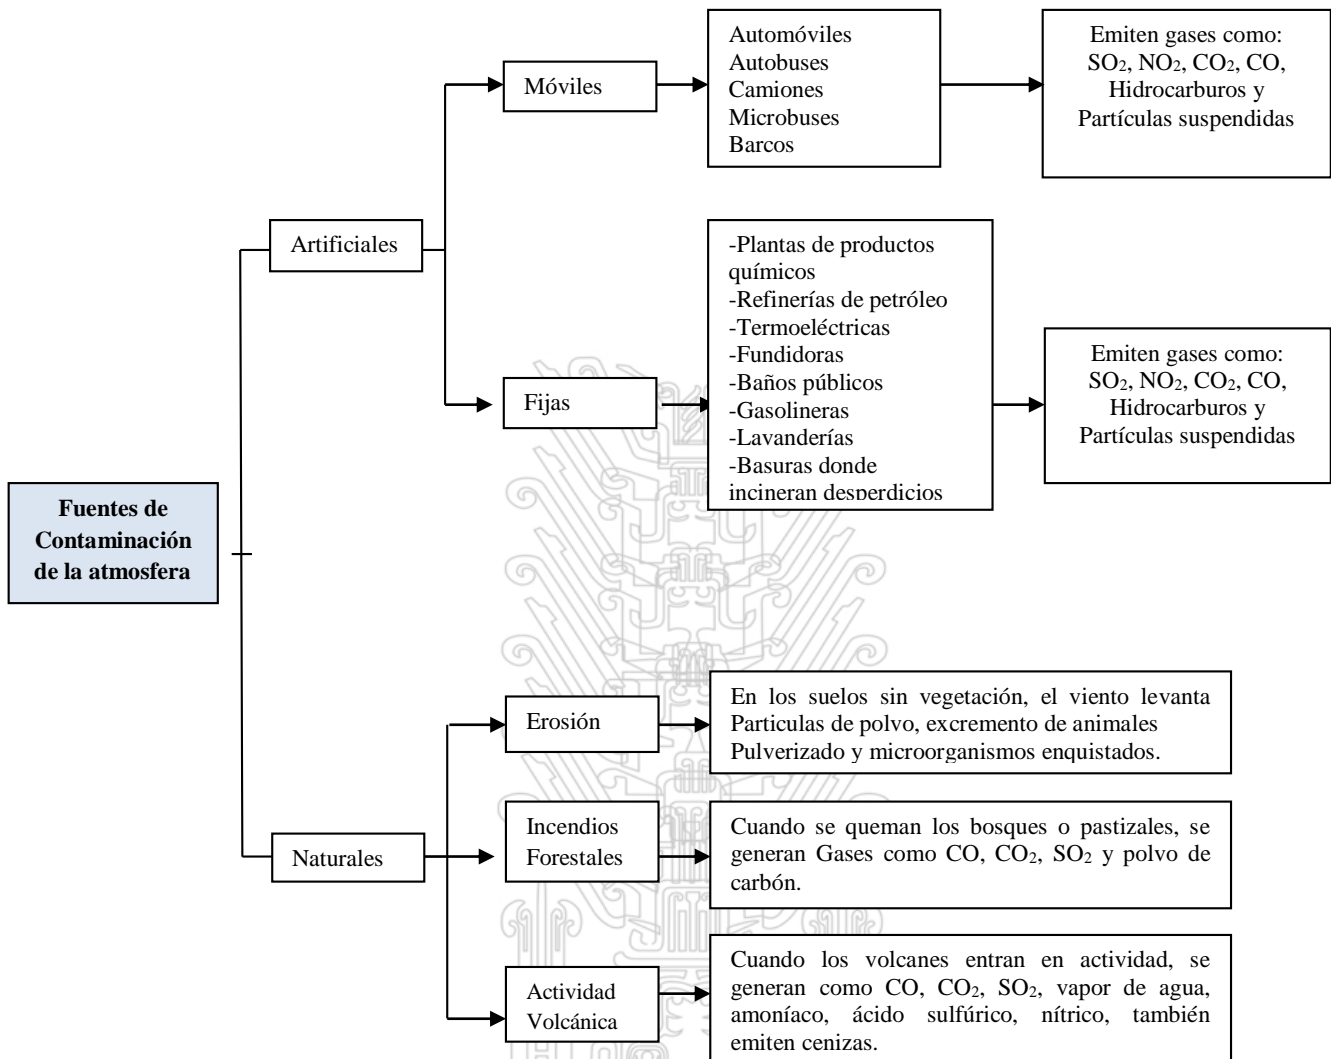 Automóviles
Autobuses
Camiones
Microbuses
Barcos
Emiten gases como:
SO₂, NO₂, CO₂, CO,
Hidrocarburos y
Partículas suspendidas
Móviles
Artificiales
-Plantas de productos
químicos
-Refinerías de petróleo
-Termoeléctricas
-Fundidoras
-Baños públicos
-Gasolineras
-Lavanderías
-Basuras donde
incineran desperdicios
Emiten gases como:
SO₂, NO₂, CO₂, CO,
Hidrocarburos y
Partículas suspendidas
Fijas
Fuentes de
Contaminación
de la atmosfera
Erosión
En los suelos sin vegetación, el viento levanta
Particulas de polvo, excremento de animales
Pulverizado y microorganismos enquistados.
Naturales
Incendios
Forestales
Cuando se queman los bosques o pastizales, se
generan Gases como CO, CO₂, SO₂ y polvo de
carbón.
Actividad
Volcánica
Cuando los volcanes entran en actividad, se
generan como CO, CO₂, SO₂, vapor de agua,
amoníaco, ácido sulfúrico, nítrico, también
emiten cenizas.